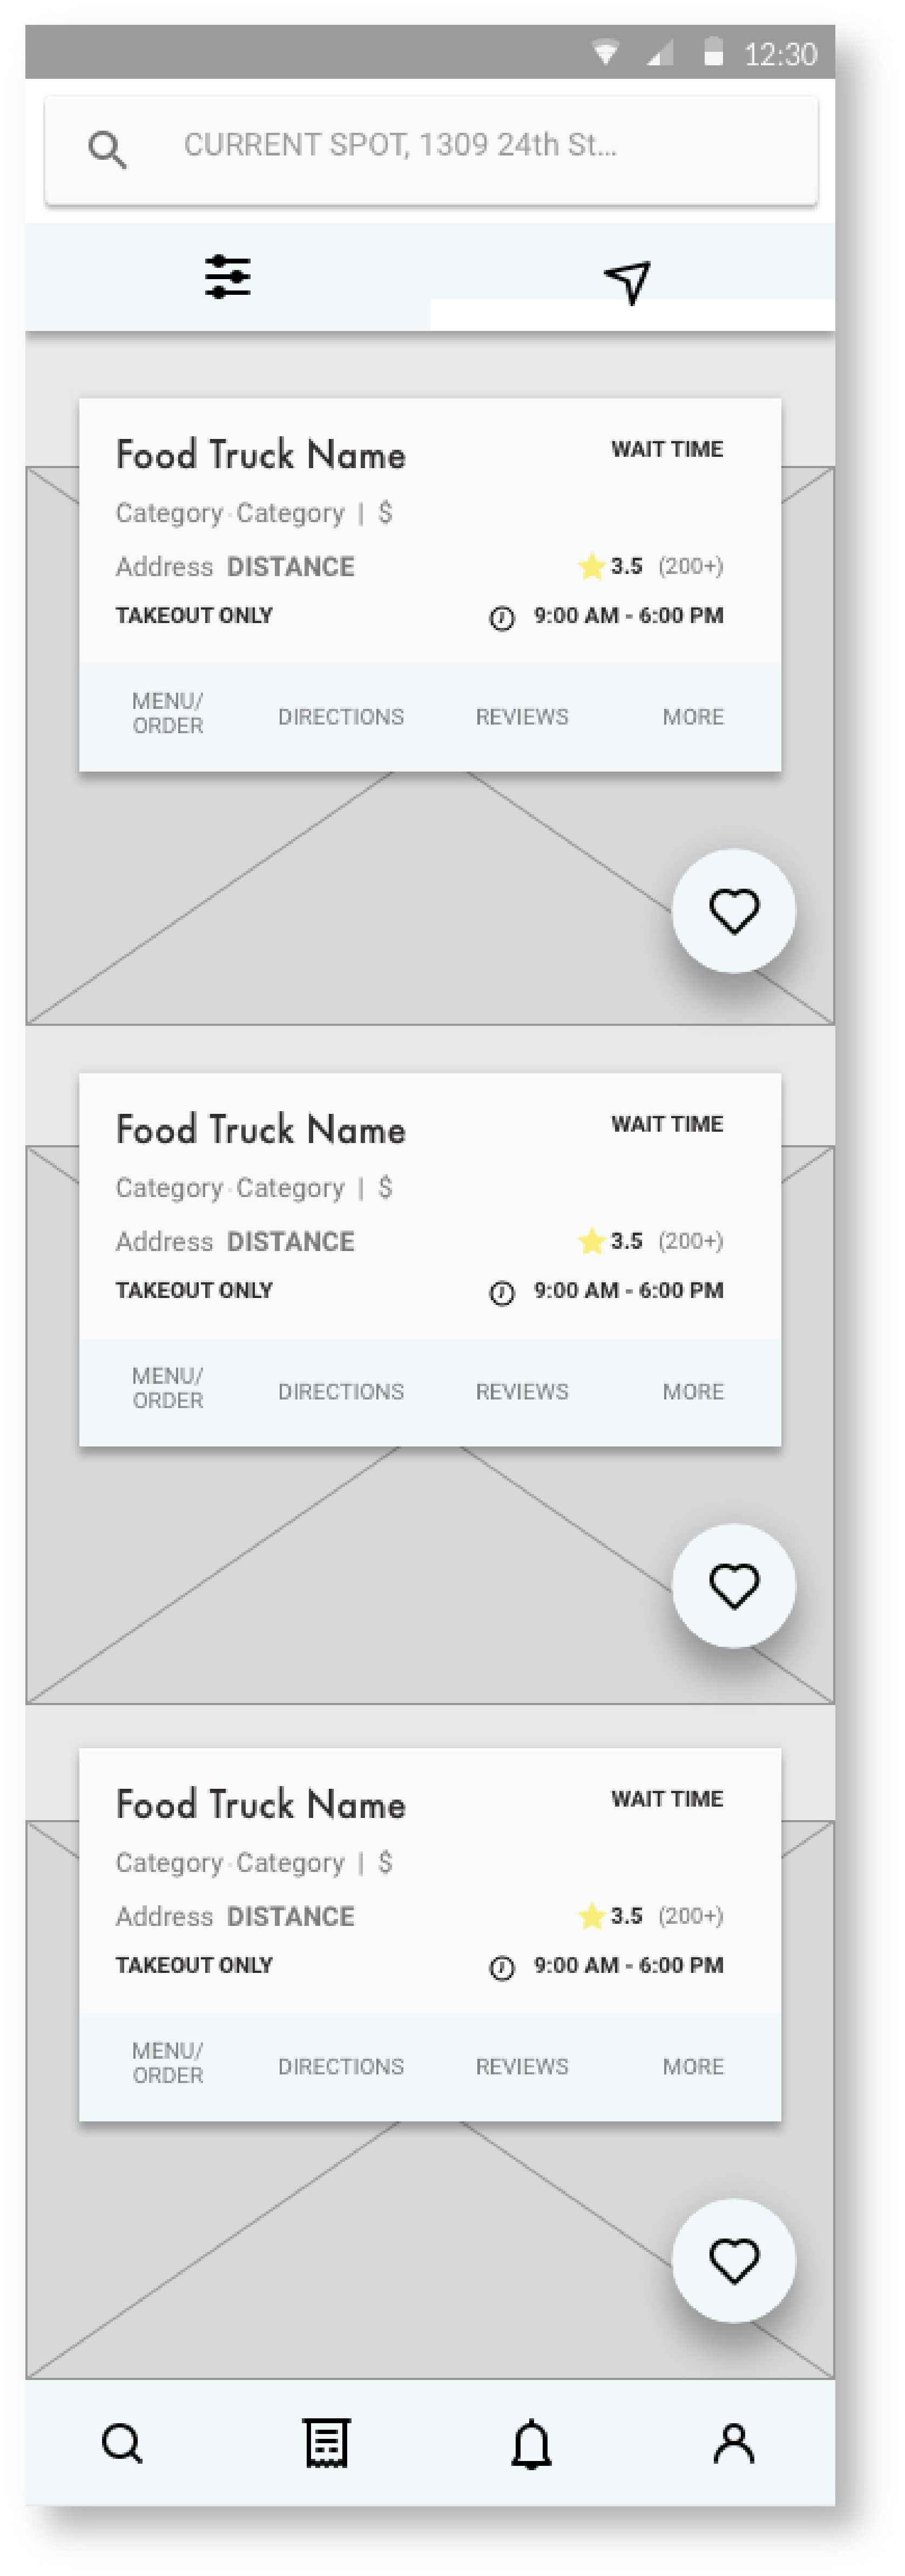 12:30
CURRENT SPOT, 1309 24th St...
Food Truck Name
WAIT TIME
Category · Category | $
Address DISTANCE
3.5 (200+)
TAKEOUT ONLY
9:00 AM - 6:00 PM
MENU/
ORDER
DIRECTIONS
REVIEWS
MORE
Food Truck Name
WAIT TIME
Category · Category | $
Address DISTANCE
3.5 (200+)
TAKEOUT ONLY
9:00 AM - 6:00 PM
MENU/
ORDER
DIRECTIONS
REVIEWS
MORE
Food Truck Name
WAIT TIME
Category · Category | $
Address DISTANCE
3.5 (200+)
TAKEOUT ONLY
9:00 AM - 6:00 PM
MENU/
ORDER
DIRECTIONS
REVIEWS
MORE